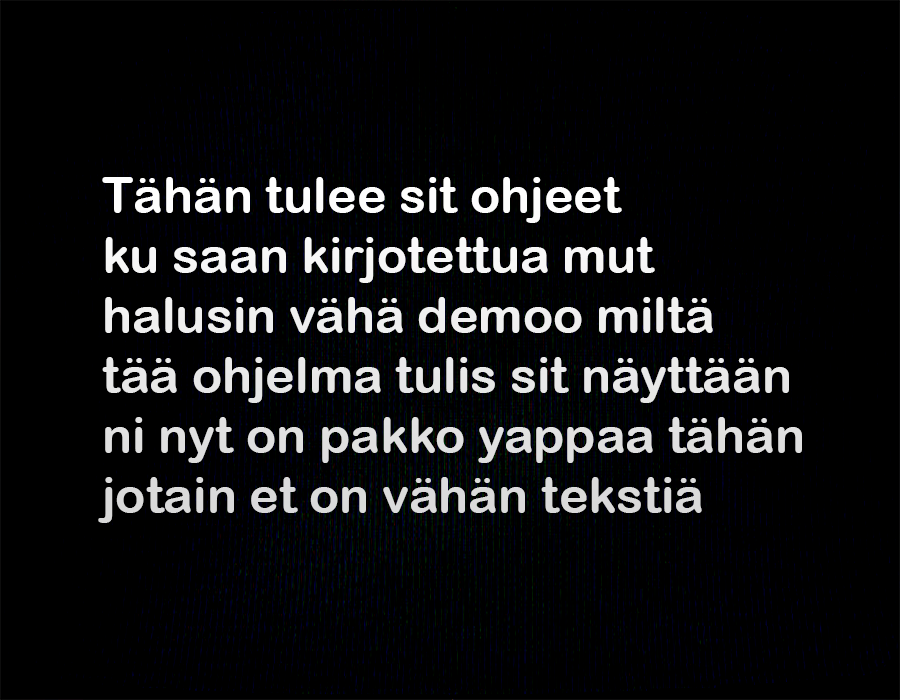 Tähän tulee sit ohjeet
ku saan kirjotettua mut
halusin vähä demoo miltä
tää ohjelma tulis sit näyttään
ni nyt on pakko yappaa tähän
jotain et on vähän tekstiä